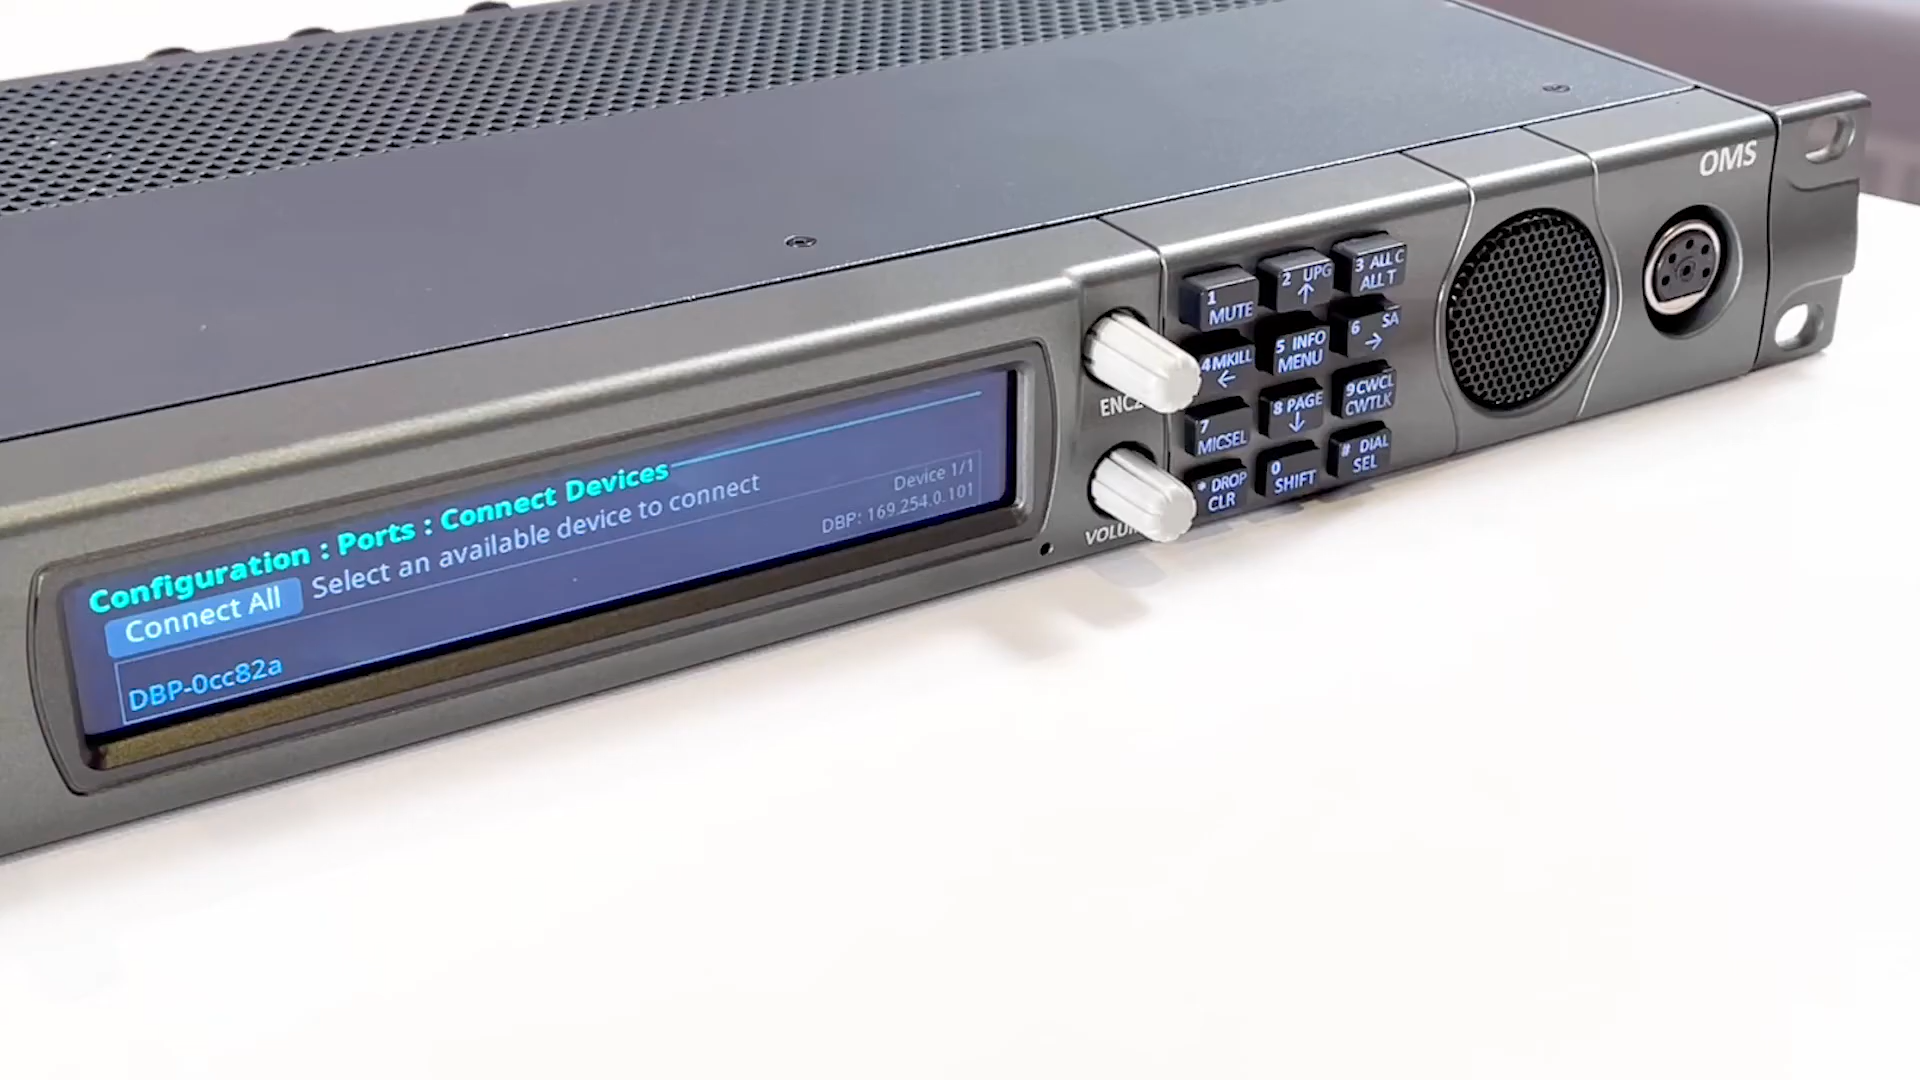 OMS
Configuration : Ports : Connect Devices
Connect All Select an available device to connect
Device 1/1
DBP-0cc82a DBP: 169.254.0.101
1
MUTE
2 UPG
↑
3 ALL C
ALL T
4 MKILL
←
5 INFO
MENU
6 SA
→
7
MICSEL
8 PAGE
↓
9 CWCL
CWTLK
* DROP
CLR
0
SHIFT
# DIAL
SEL